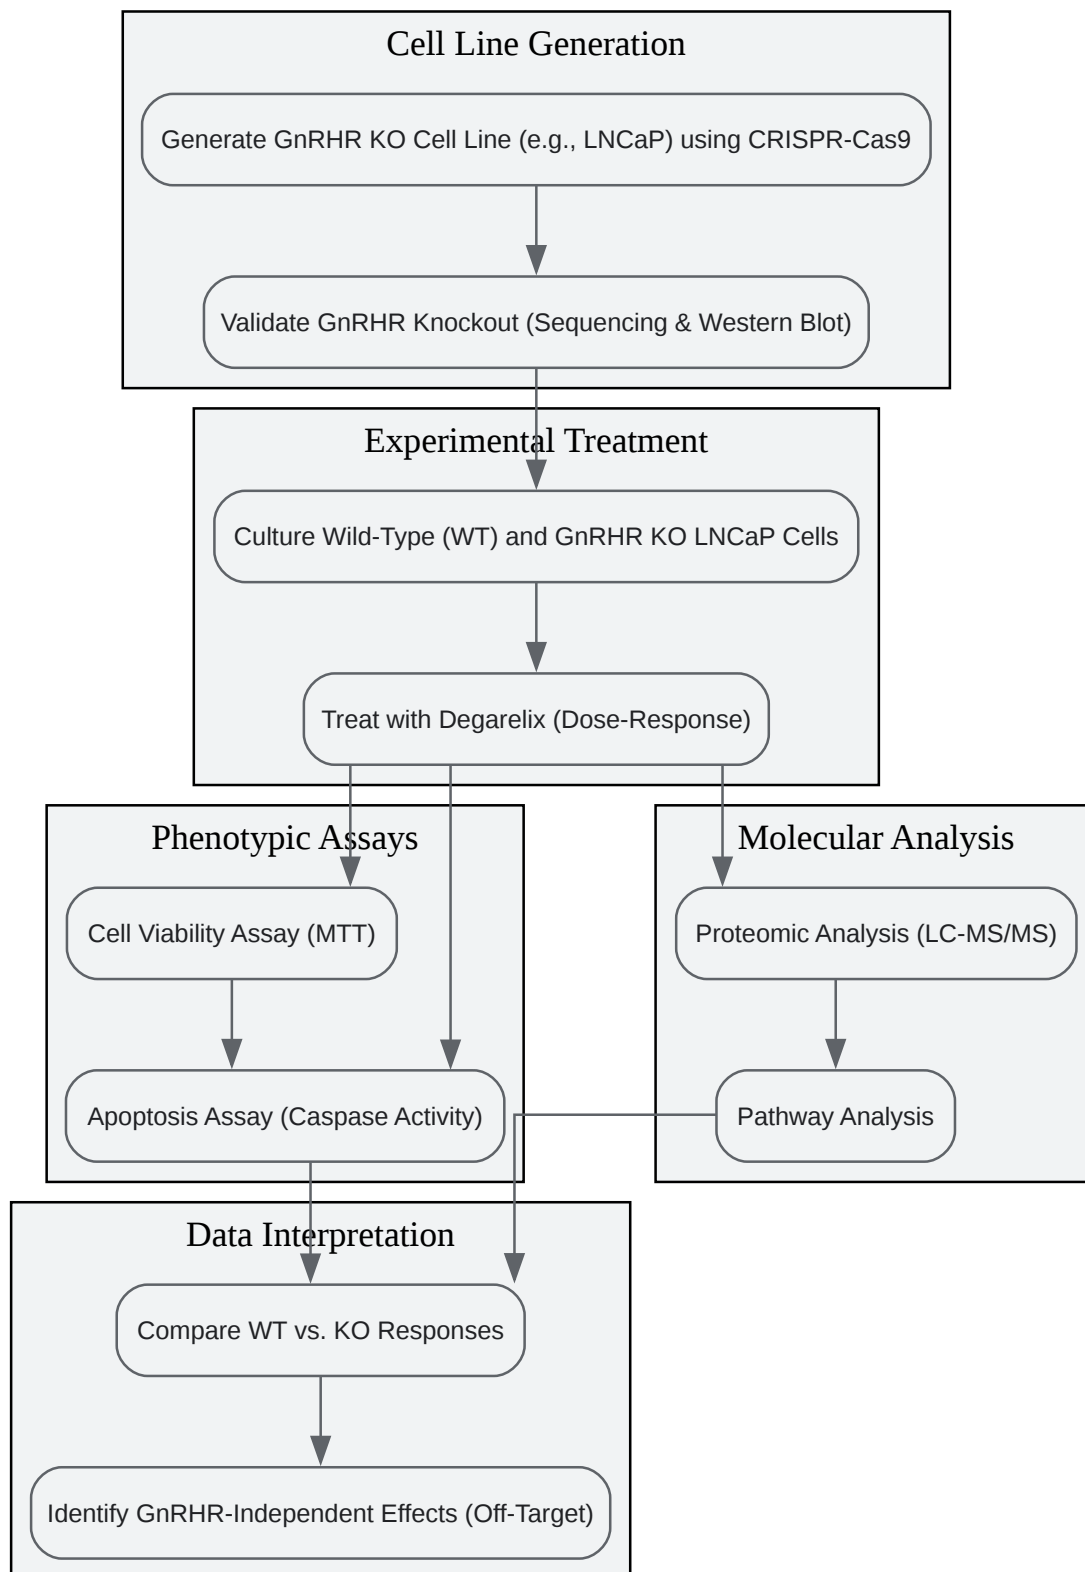 Cell Line Generation
Generate GnRHR KO Cell Line (e.g., LNCaP) using CRISPR-Cas9
Validate GnRHR Knockout (Sequencing & Western Blot)
Experimental Treatment
Culture Wild-Type (WT) and GnRHR KO LNCaP Cells
Treat with Degarelix (Dose-Response)
Phenotypic Assays
Cell Viability Assay (MTT)
Apoptosis Assay (Caspase Activity)
Molecular Analysis
Proteomic Analysis (LC-MS/MS)
Pathway Analysis
Data Interpretation
Compare WT vs. KO Responses
Identify GnRHR-Independent Effects (Off-Target)